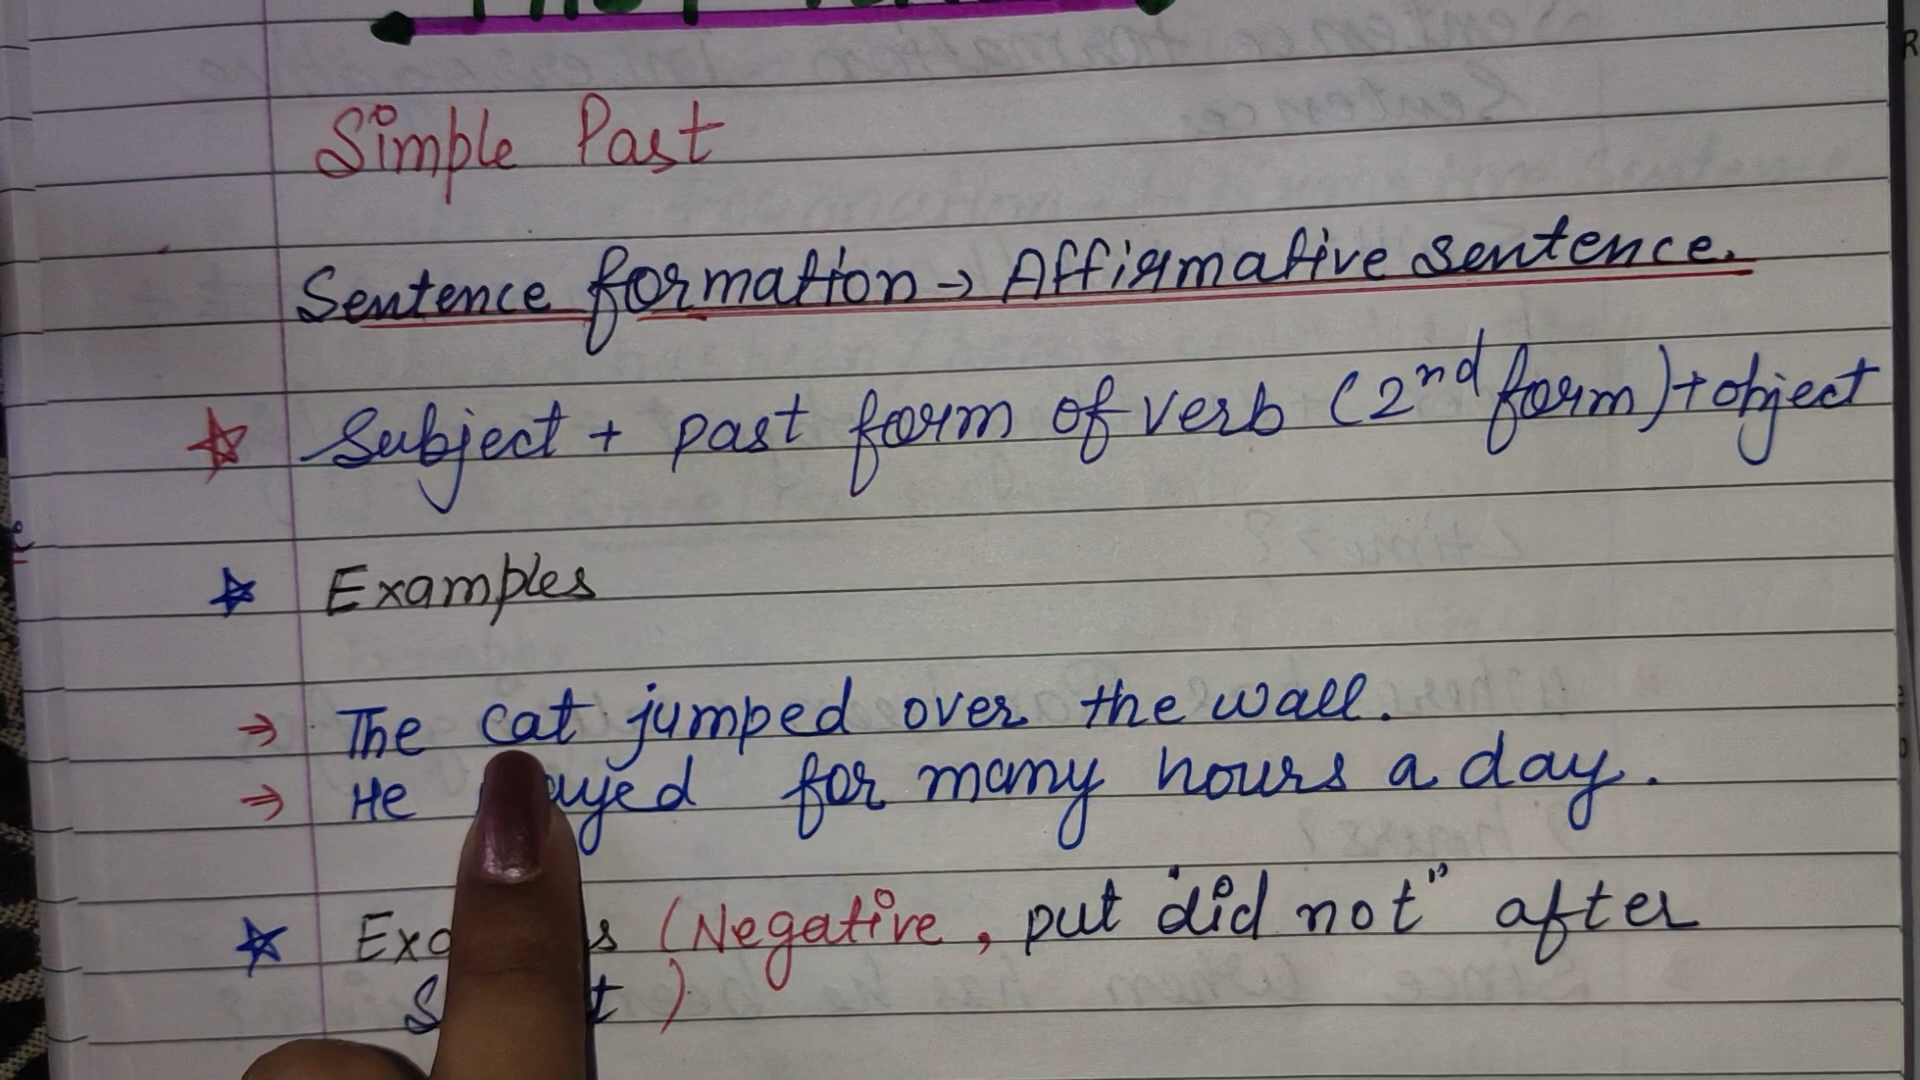 Simple Past
Sentence formation → Affirmative sentence.
☆ Subject + past form of verb (2nd form) + object
☆ Examples
⇒ The cat jumped over the wall.
⇒ He for many hours a day.
☆ (Negative, put "did not" after
)